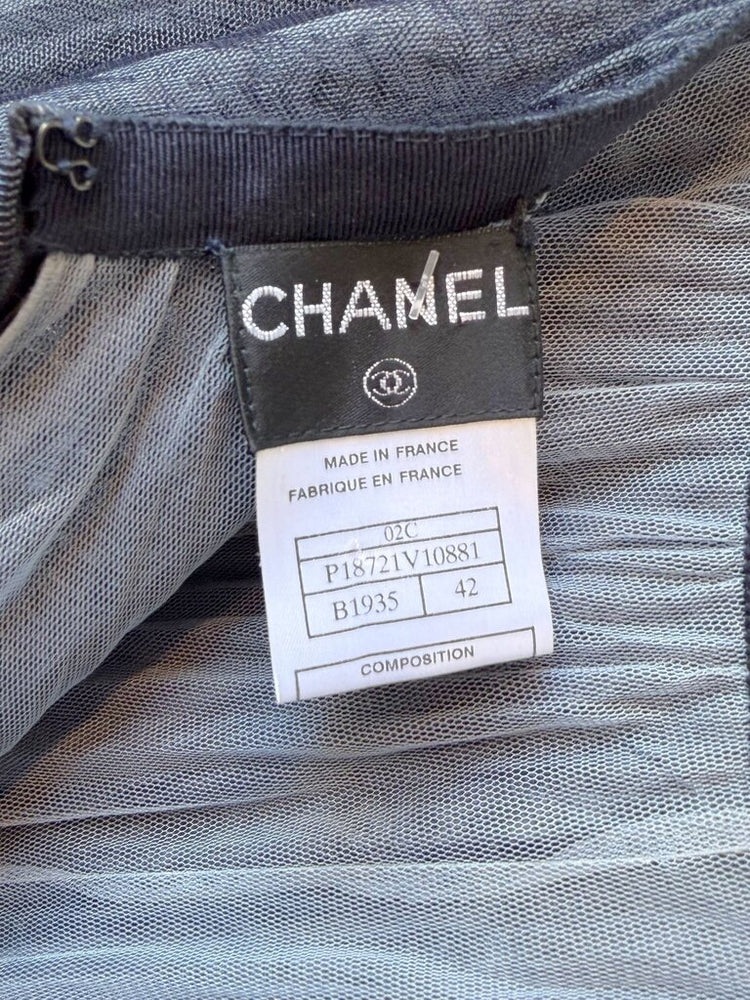 CHANEL
MADE IN FRANCE
FABRIQUE EN FRANCE
02C
P18721V10881
B1935 42
COMPOSITION